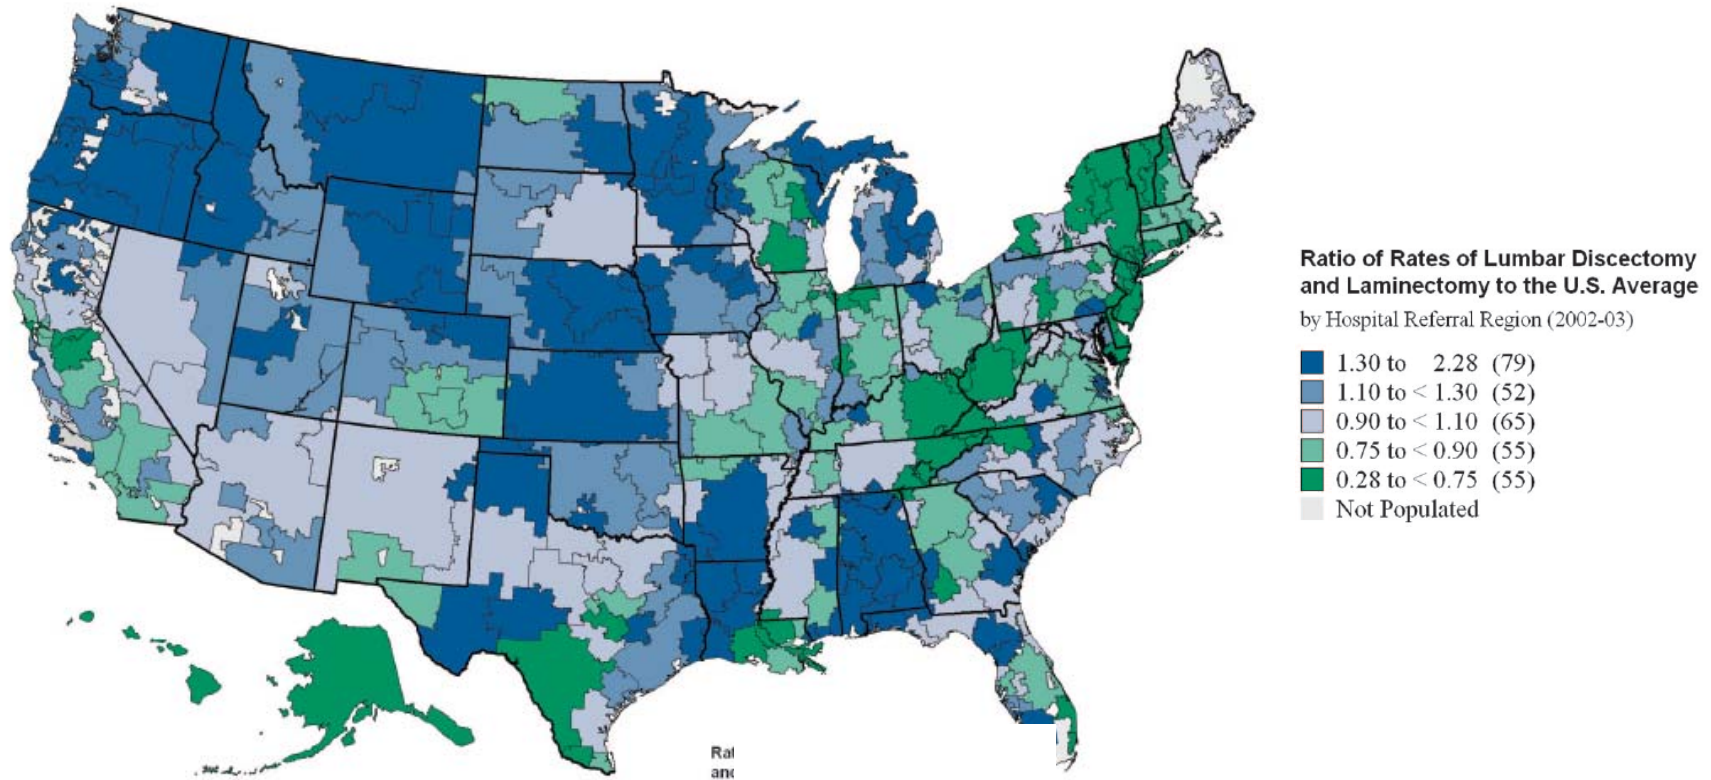 Ratio of Rates of Lumbar Discectomy
and Laminectomy to the U.S. Average
by Hospital Referral Region (2002-03)
1.30 to 2.28 (79)
1.10 to < 1.30 (52)
0.90 to < 1.10 (65)
0.75 to < 0.90 (55)
0.28 to < 0.75 (55)
Not Populated
Rat
and